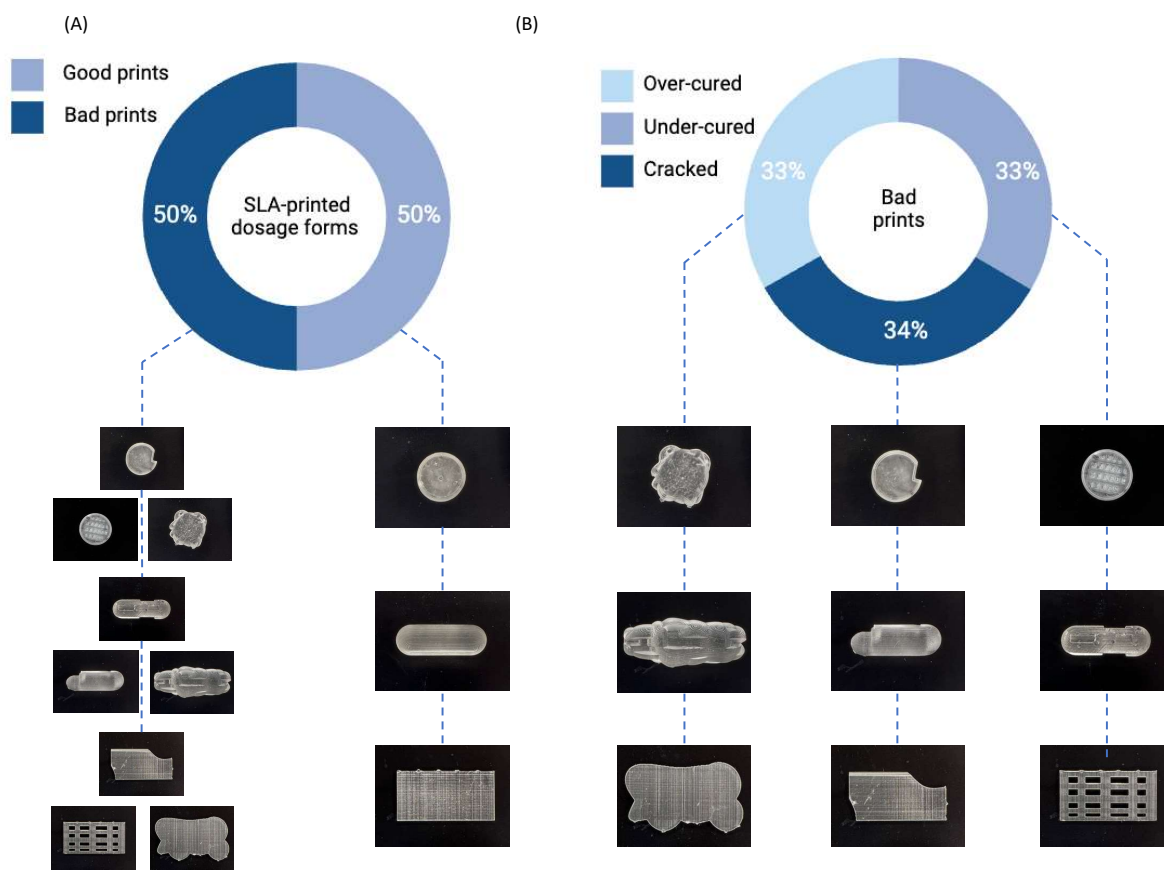 (A)
Good prints
Bad prints
50%
SLA-printed
dosage forms
50%
(B)
Over-cured
Under-cured
Cracked
33%
33%
Bad
prints
34%